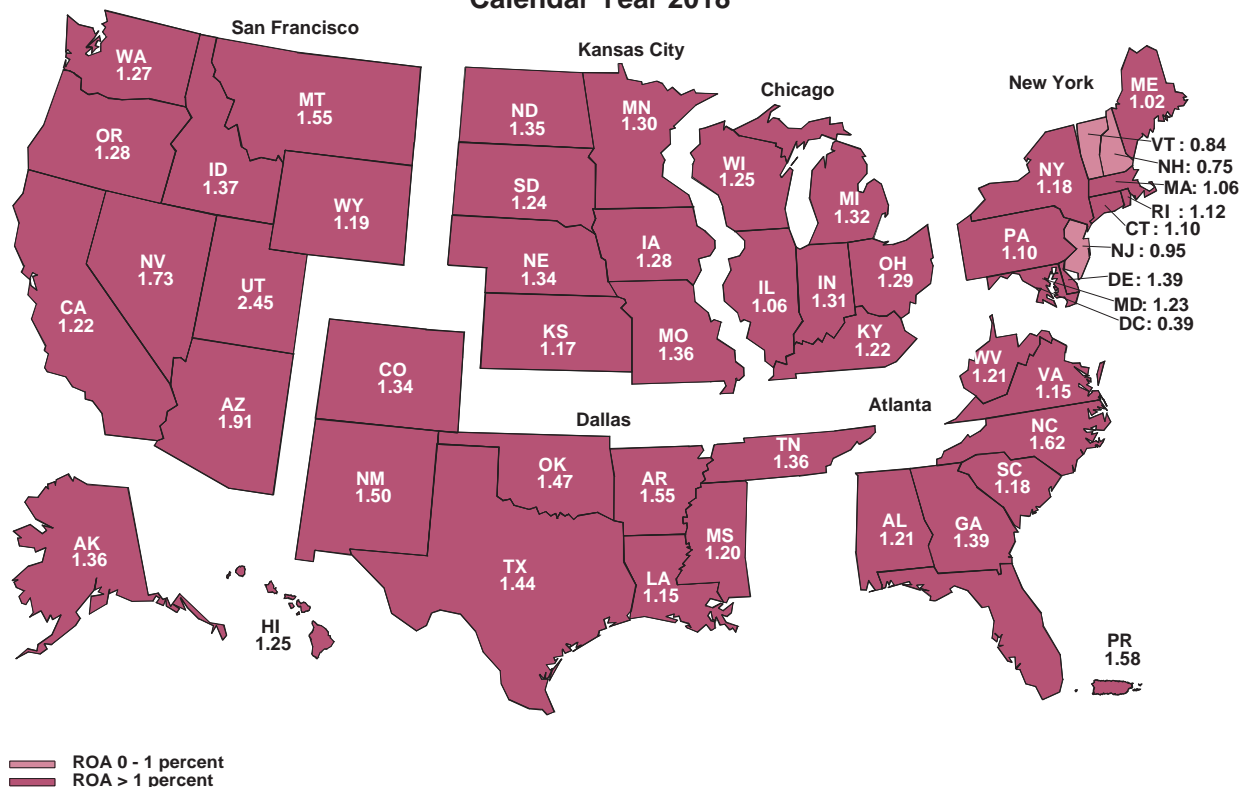 Calendar Year 2018
San Francisco
Kansas City
Chicago
New York
WA
1.27
MT
1.55
OR
1.28
ID
1.37
WY
1.19
NV
1.73
UT
2.45
CA
1.22
AZ
1.91
AK
1.36
HI
1.25
ND
1.35
MN
1.30
SD
1.24
NE
1.34
IA
1.28
KS
1.17
MO
1.36
WI
1.25
MI
1.32
IL
1.06
IN
1.31
OH
1.29
KY
1.22
ME
1.02
VT : 0.84
NH: 0.75
MA: 1.06
RI : 1.12
CT : 1.10
NJ : 0.95
DE: 1.39
MD: 1.23
DC: 0.39
NY
1.18
PA
1.10
Dallas
Atlanta
CO
1.34
NM
1.50
OK
1.47
TX
1.44
AR
1.55
LA
1.15
MS
1.20
TN
1.36
WV
1.21
VA
1.15
NC
1.62
SC
1.18
AL
1.21
GA
1.39
PR
1.58
ROA 0 - 1 percent
ROA > 1 percent